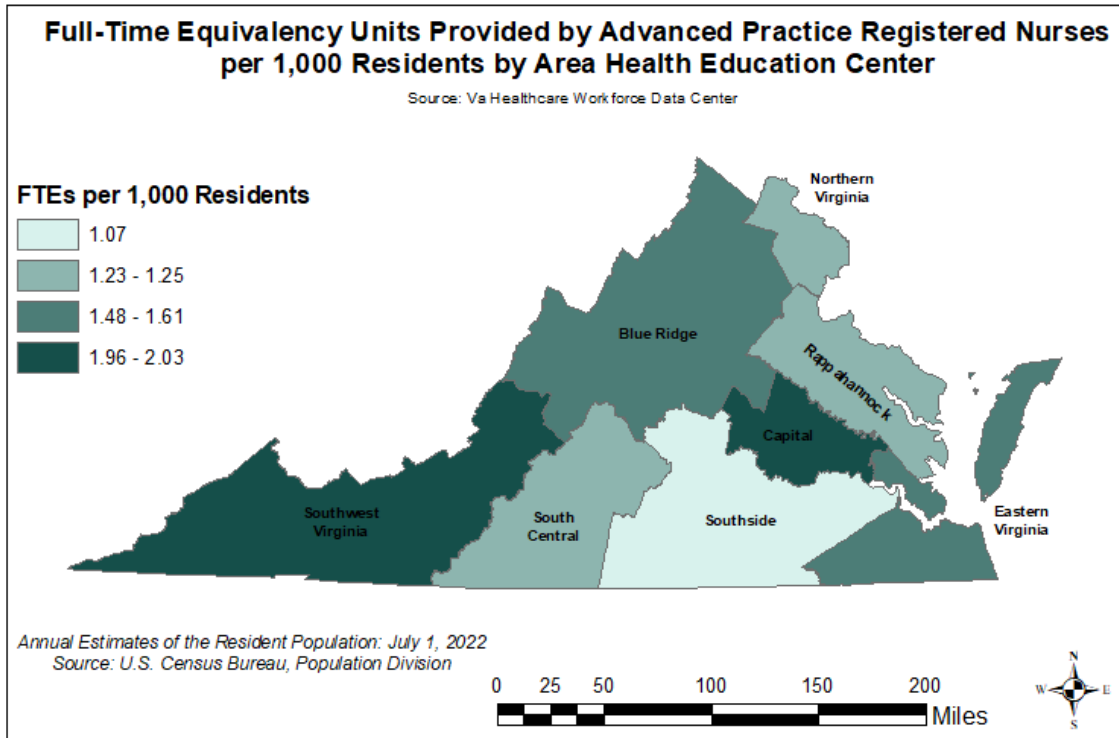 Full-Time Equivalency Units Provided by Advanced Practice Registered Nurses
per 1,000 Residents by Area Health Education Center
Source: Va Healthcare Workforce Data Center
FTEs per 1,000 Residents
1.07
1.23 - 1.25
1.48 - 1.61
1.96 - 2.03
Northern
Virginia
Blue Ridge
Rappahannock
Capital
Southwest
Virginia
South
Central
Southside
Eastern
Virginia
Annual Estimates of the Resident Population: July 1, 2022
Source: U.S. Census Bureau, Population Division
0 25 50 100 150 200
Miles
N
W E
S